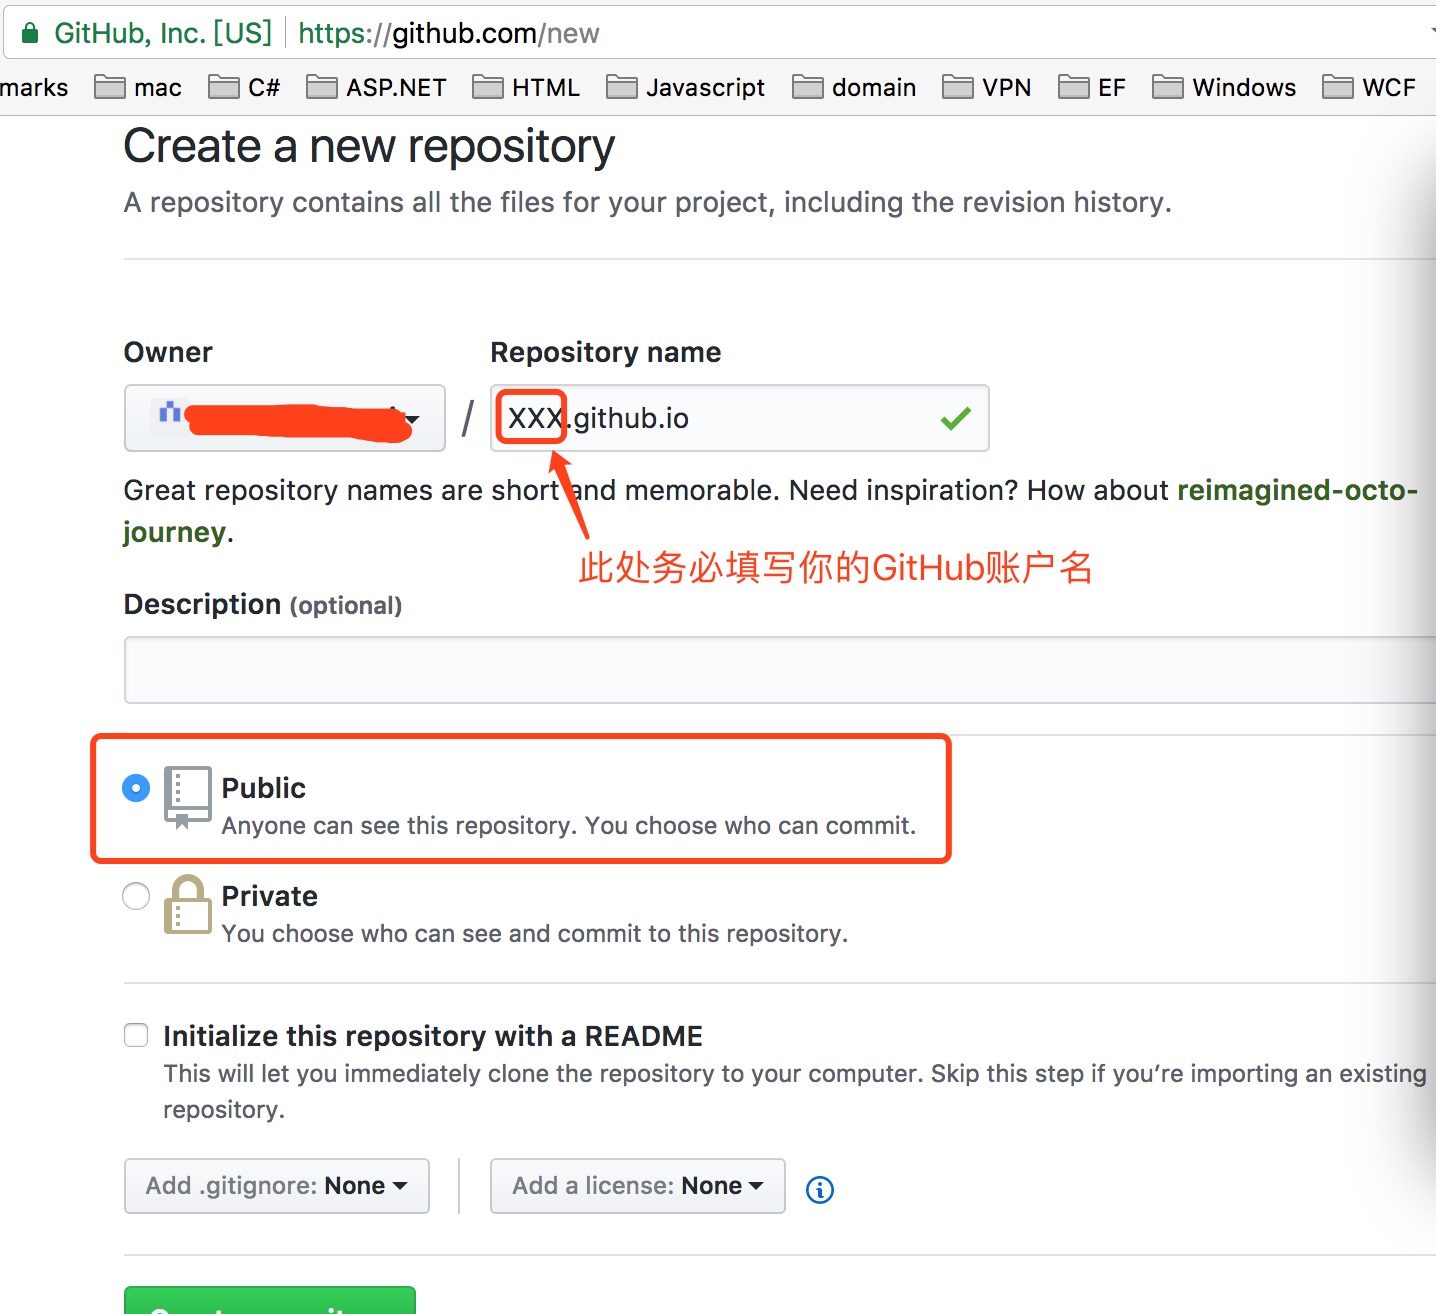 GitHub, Inc. [US] https://github.com/new
marks mac C# ASP.NET HTML Javascript domain VPN EF Windows WCF
Create a new repository
A repository contains all the files for your project, including the revision history.
Owner Repository name
/ XXX.github.io
Great repository names are short and memorable. Need inspiration? How about reimagined-octo-
journey.
此处务必填写你的GitHub账户名
Description (optional)
Public
Anyone can see this repository. You choose who can commit.
Private
You choose who can see and commit to this repository.
Initialize this repository with a README
This will let you immediately clone the repository to your computer. Skip this step if you’re importing an existing
repository.
Add .gitignore: None Add a license: None